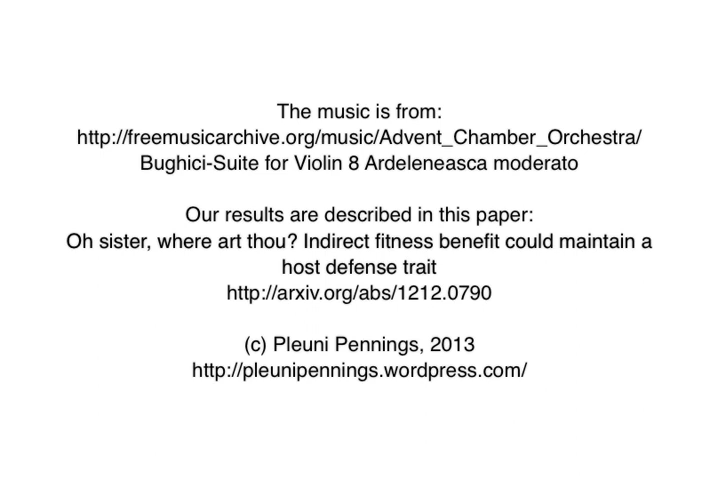 The music is from:
http://freemusicarchive.org/music/Advent_Chamber_Orchestra/
Bughici-Suite for Violin 8 Ardeleneasca moderato
Our results are described in this paper:
Oh sister, where art thou? Indirect fitness benefit could maintain a
host defense trait
http://arxiv.org/abs/1212.0790
(c) Pleuni Pennings, 2013
http://pleunipennings.wordpress.com/